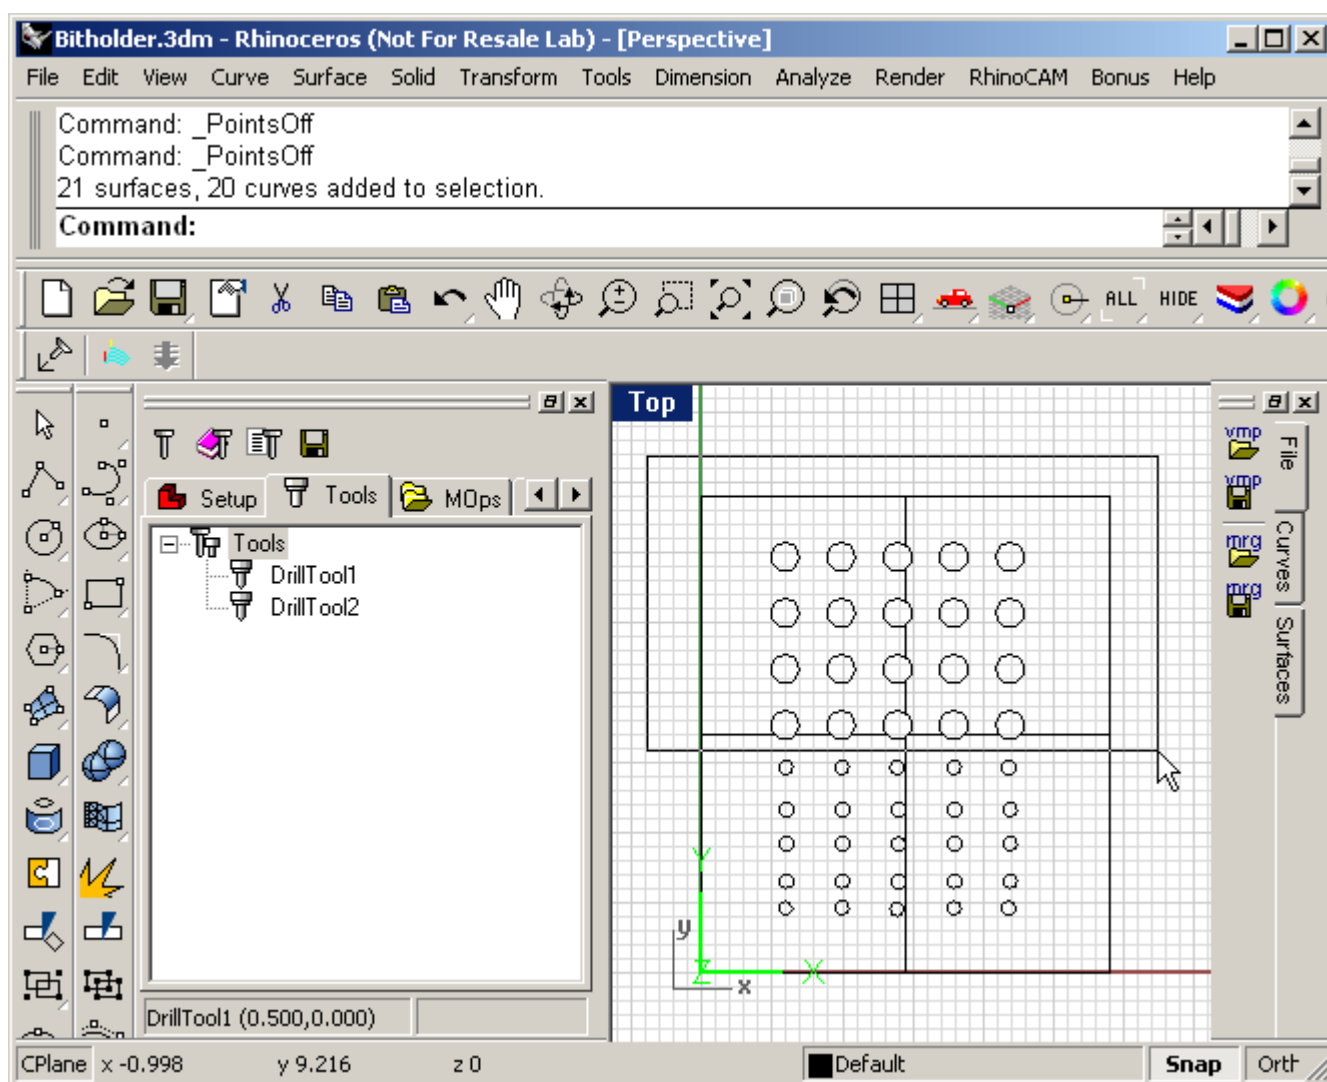 Bitholder.3dm - Rhinoceros (Not For Resale Lab) - [Perspective]
File Edit View Curve Surface Solid Transform Tools Dimension Analyze Render RhinoCAM Bonus Help
Command: _PointsOff
Command: _PointsOff
21 surfaces, 20 curves added to selection.
Command:
ALL HIDE
Top
Setup Tools MOps
Tools
DrillTool1
DrillTool2
y
x
Y
Z
X
vmp
vmp
mrg
mrg
File
Curves
Surfaces
DrillTool1 (0.500,0.000)
CPlane x -0.998 y 9.216 z 0 Default Snap Orth